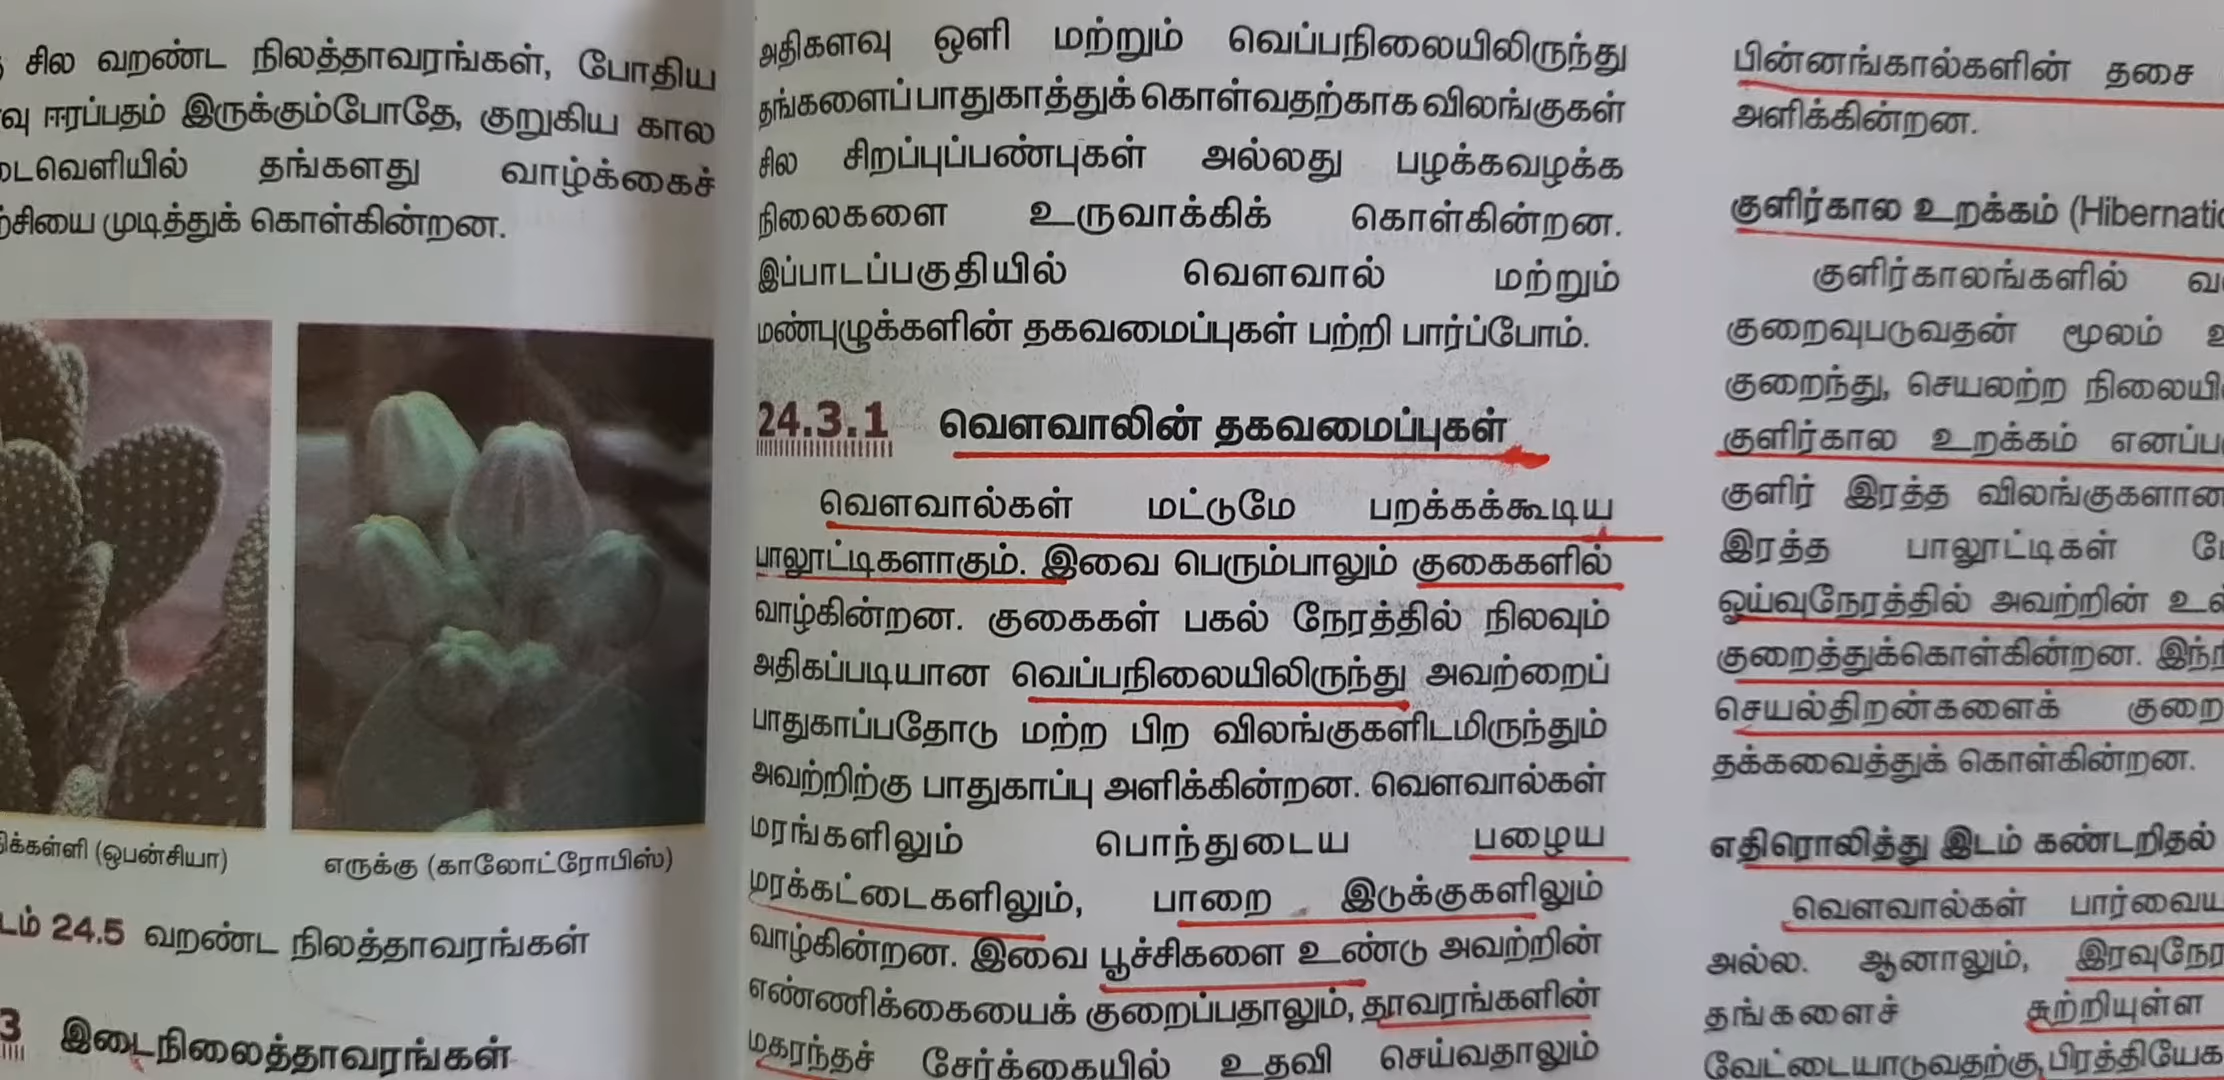 சில வறண்ட நிலத்தாவரங்கள், போதிய
ஈரப்பதம் இருக்கும்போதே, குறுகிய கால
தங்களது வாழ்க்கைச்
முடித்துக் கொள்கின்றன.
(ஒபன்சியா)
எருக்கு (காலோட்ரோபிஸ்)
24.5 வறண்ட நிலத்தாவரங்கள்
3 இடைநிலைத்தாவரங்கள்
அதிகளவு ஒளி மற்றும் வெப்பநிலையிலிருந்து
தங்களைப்பாதுகாத்துக்கொள்வதற்காக விலங்குகள்
சில சிறப்புப்பண்புகள் அல்லது பழக்கவழக்க
நிலைகளை உருவாக்கிக் கொள்கின்றன.
இப்பாடப்பகுதியில் வௌவால் மற்றும்
மண்புழுக்களின் தகவமைப்புகள் பற்றி பார்ப்போம்.
24.3.1 வௌவாலின் தகவமைப்புகள்
வௌவால்கள் மட்டுமே பறக்கக்கூடிய
பாலூட்டிகளாகும். இவை பெரும்பாலும் குகைகளில்
வாழ்கின்றன. குகைகள் பகல் நேரத்தில் நிலவும்
அதிகப்படியான வெப்பநிலையிலிருந்து அவற்றைப்
பாதுகாப்பதோடு மற்ற பிற விலங்குகளிடமிருந்தும்
அவற்றிற்கு பாதுகாப்பு அளிக்கின்றன. வௌவால்கள்
மரங்களிலும் பொந்துடைய பழைய
மரக்கட்டைகளிலும், பாறை இடுக்குகளிலும்
வாழ்கின்றன. இவை பூச்சிகளை உண்டு அவற்றின்
எண்ணிக்கையைக் குறைப்பதாலும், தாவரங்களின்
மகரந்தச் சேர்க்கையில் உதவி செய்வதாலும்
பின்னங்கால்களின் தசை
அளிக்கின்றன.
குளிர்கால உறக்கம் (Hibernatio
குளிர்காலங்களில்
குறைவுபடுவதன் மூலம்
குறைந்து, செயலற்ற
குளிர்கால உறக்கம்
குளிர் இரத்த
இரத்த பாலூட்டிகள்
ஓய்வுநேரத்தில் அவற்றின்
குறைத்துக்கொள்கின்றன.
செயல்திறன்களைக் குறை
தக்கவைத்துக் கொள்கின்றன.
எதிரொலித்து இடம் கண்டறிதல்
வௌவால்கள்
அல்ல. ஆனாலும்,
தங்களைச் சுற்றியுள்ள
வேட்டையாடுவதற்கு,